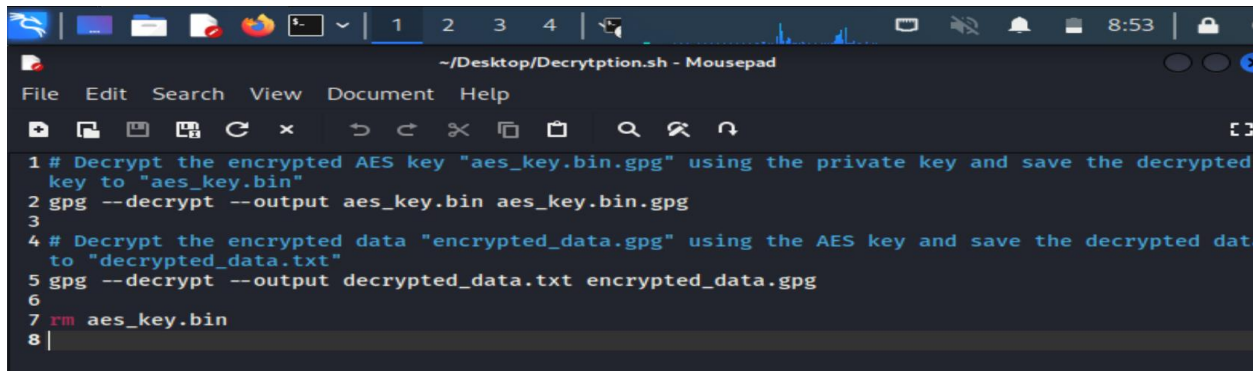 1 2 3 4 8:53
~/Desktop/Decrytption.sh - Mousepad
File Edit Search View Document Help
1 # Decrypt the encrypted AES key "aes_key.bin.gpg" using the private key and save the decrypted
key to "aes_key.bin"
2 gpg --decrypt --output aes_key.bin aes_key.bin.gpg
3
4 # Decrypt the encrypted data "encrypted_data.gpg" using the AES key and save the decrypted
to "decrypted_data.txt"
5 gpg --decrypt --output decrypted_data.txt encrypted_data.gpg
6
7 rm aes_key.bin
8